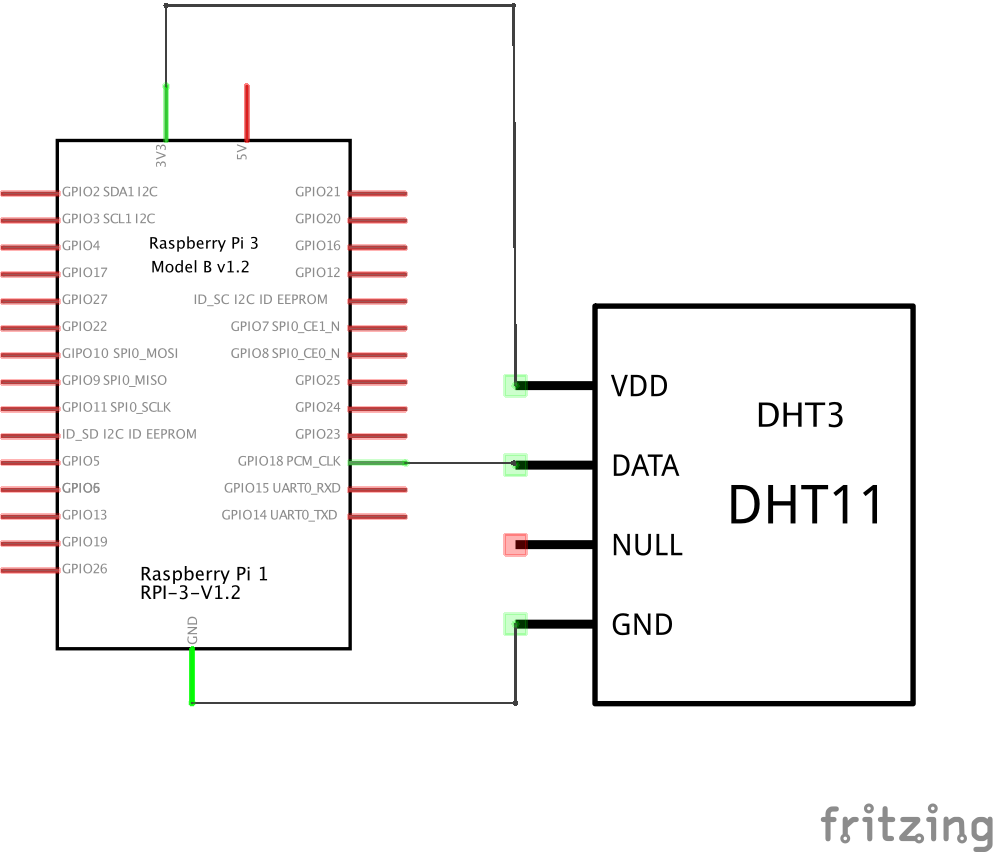 3V3
5V
GPIO2 SDA1 I2C
GPIO21
GPIO3 SCL1 I2C
GPIO20
GPIO4
Raspberry Pi 3
GPIO16
GPIO17
Model B v1.2
GPIO12
GPIO27
ID_SC I2C ID EEPROM
GPIO22
GPIO7 SPI0_CE1_N
GIPO10 SPI0_MOSI
GPIO8 SPI0_CE0_N
GPIO9 SPI0_MISO
GPIO25
GPIO11 SPI0_SCLK
GPIO24
ID_SD I2C ID EEPROM
GPIO23
GPIO5
GPIO18 PCM_CLK
GPIO6
GPIO15 UART0_RXD
GPIO13
GPIO14 UART0_TXD
GPIO19
GPIO26
Raspberry Pi 1
RPI-3-V1.2
GND
VDD
DHT3
DATA
DHT11
NULL
GND
fritzing